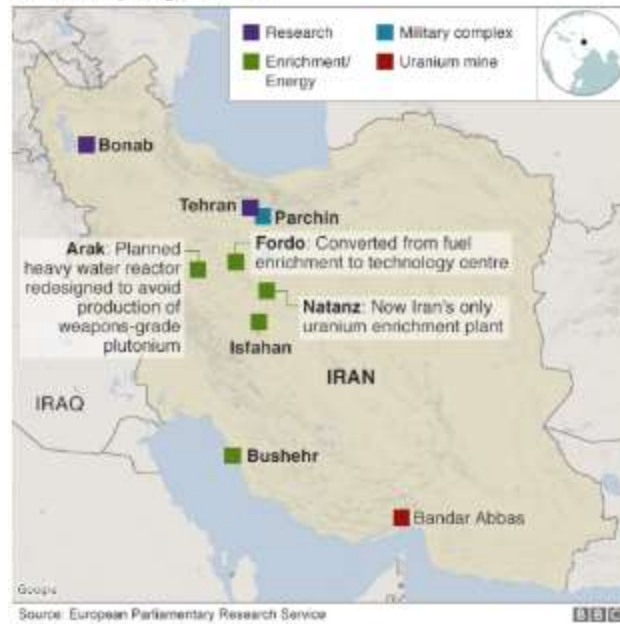 Research
Military complex
Enrichment/
Energy
Uranium mine
Bonab
Tehran
Parchin
Arak: Planned
heavy water reactor
redesigned to avoid
production of
weapons-grade
plutonium
Fordo: Converted from fuel
enrichment to technology centre
Natanz: Now Iran's only
uranium enrichment plant
Isfahan
IRAN
IRAQ
Bushehr
Bandar Abbas
Google
Source: European Parliamentary Research Service
BBC